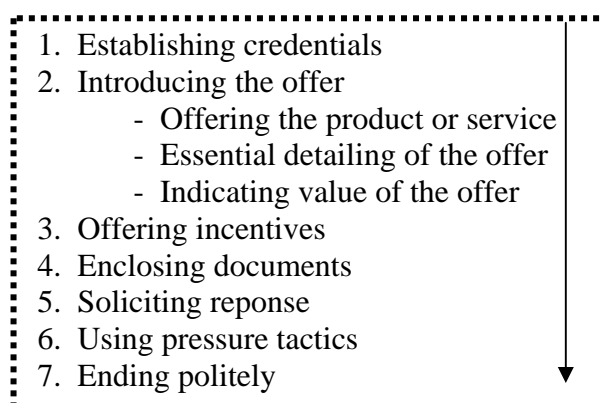 1. Establishing credentials
2. Introducing the offer
- Offering the product or service
- Essential detailing of the offer
- Indicating value of the offer
3. Offering incentives
4. Enclosing documents
5. Soliciting reponse
6. Using pressure tactics
7. Ending politely